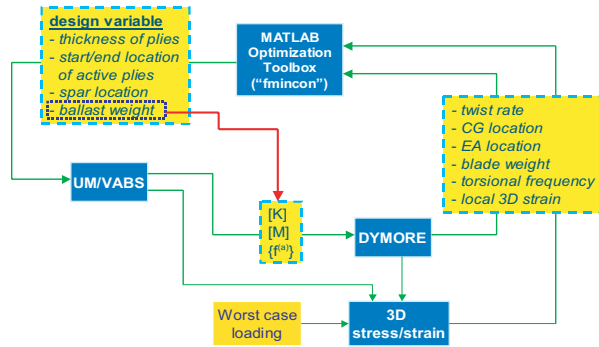 design variable
- thickness of plies
- start/end location
of active plies
- spar location
- ballast weight
MATLAB
Optimization
Toolbox
("fmincon")
- twist rate
- CG location
- EA location
- blade weight
- torsional frequency
- local 3D strain
UM/VABS
[K]
[M]
{f(a)}
DYMORE
Worst case
loading
3D
stress/strain